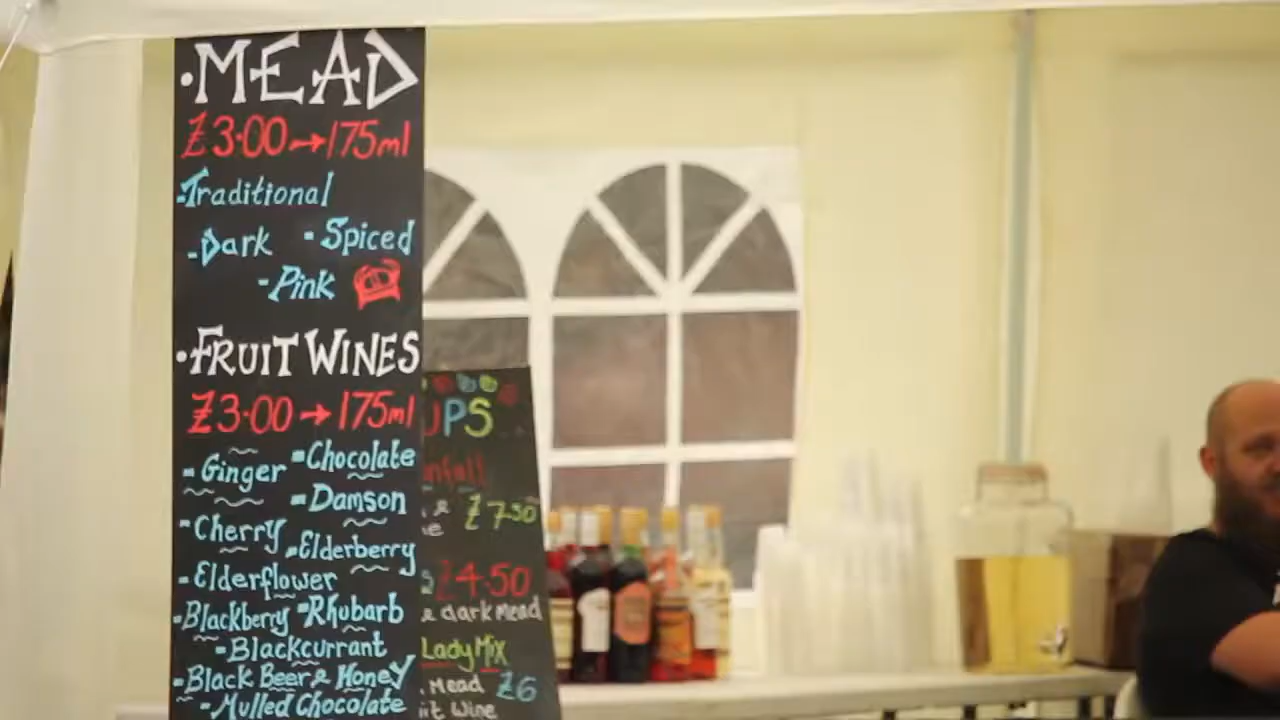 ·MEAD
£3·00→175ml
-Traditional
-Dark -Spiced
-Pink
·FRUIT WINES
£3·00→175ml
-Ginger -Chocolate
-Damson
-Cherry -Elderberry
-Elderflower
-Blackberry -Rhubarb
-Blackcurrant
-Black Beer & Honey
-Mulled Chocolate
£7·50
£4·50
dark mead
Lady Mix
Mead £6
Wine